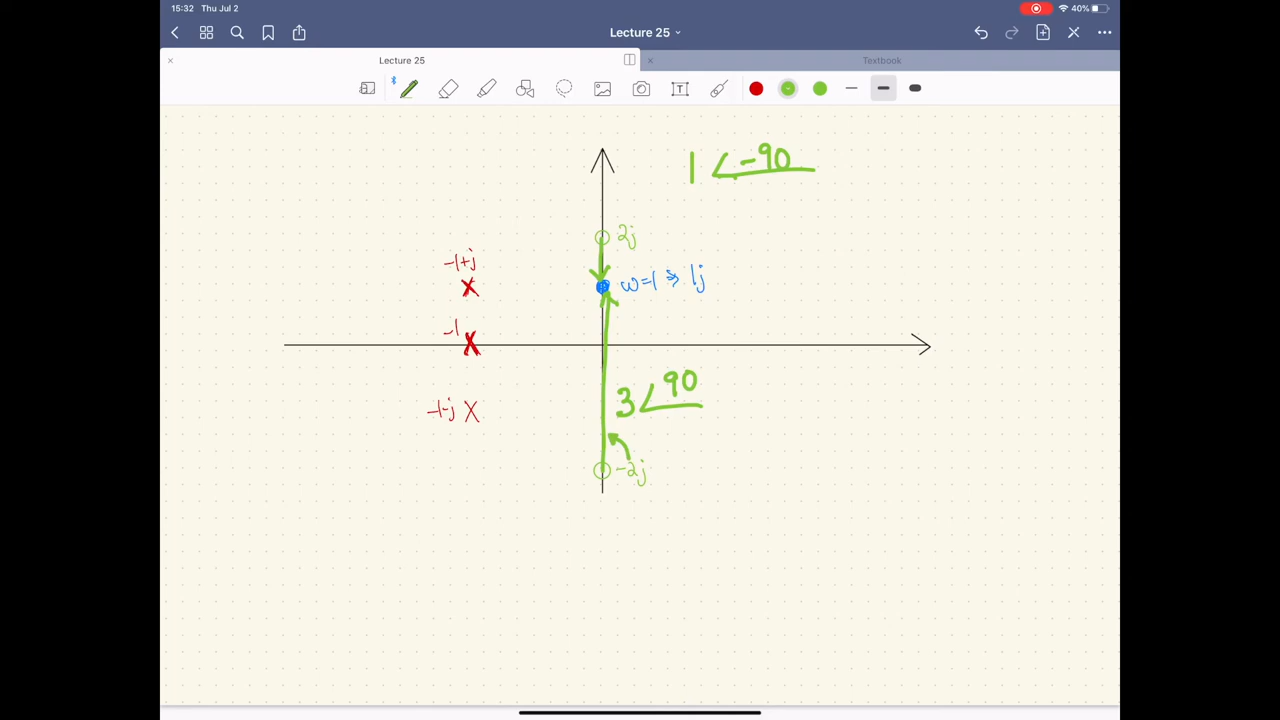 15:32 Thu Jul 2
40%
Lecture 25
Lecture 25
Textbook
1∠-90
2j
-1+j
ω=1 ⇒ 1j
-1
3∠90
-1-j
-2j